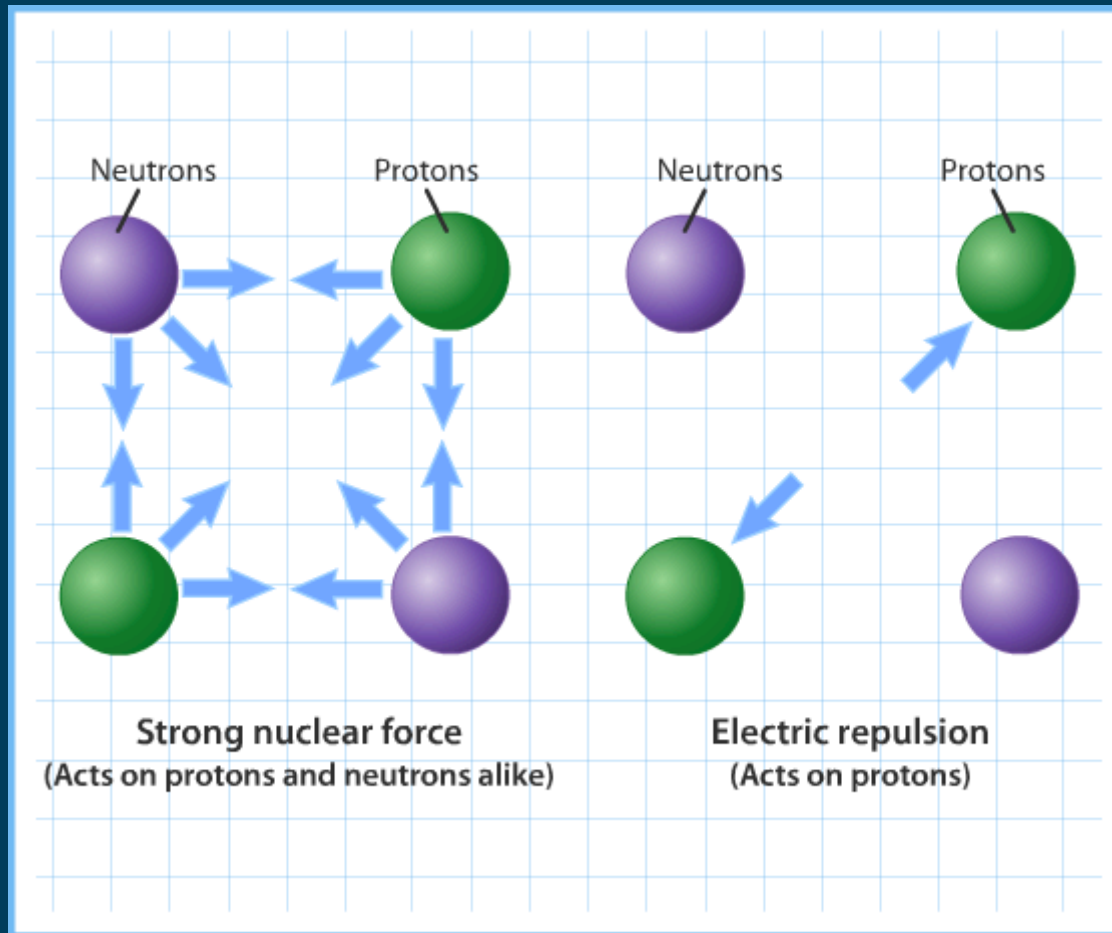 Neutrons
Protons
Neutrons
Protons
Strong nuclear force
(Acts on protons and neutrons alike)
Electric repulsion
(Acts on protons)